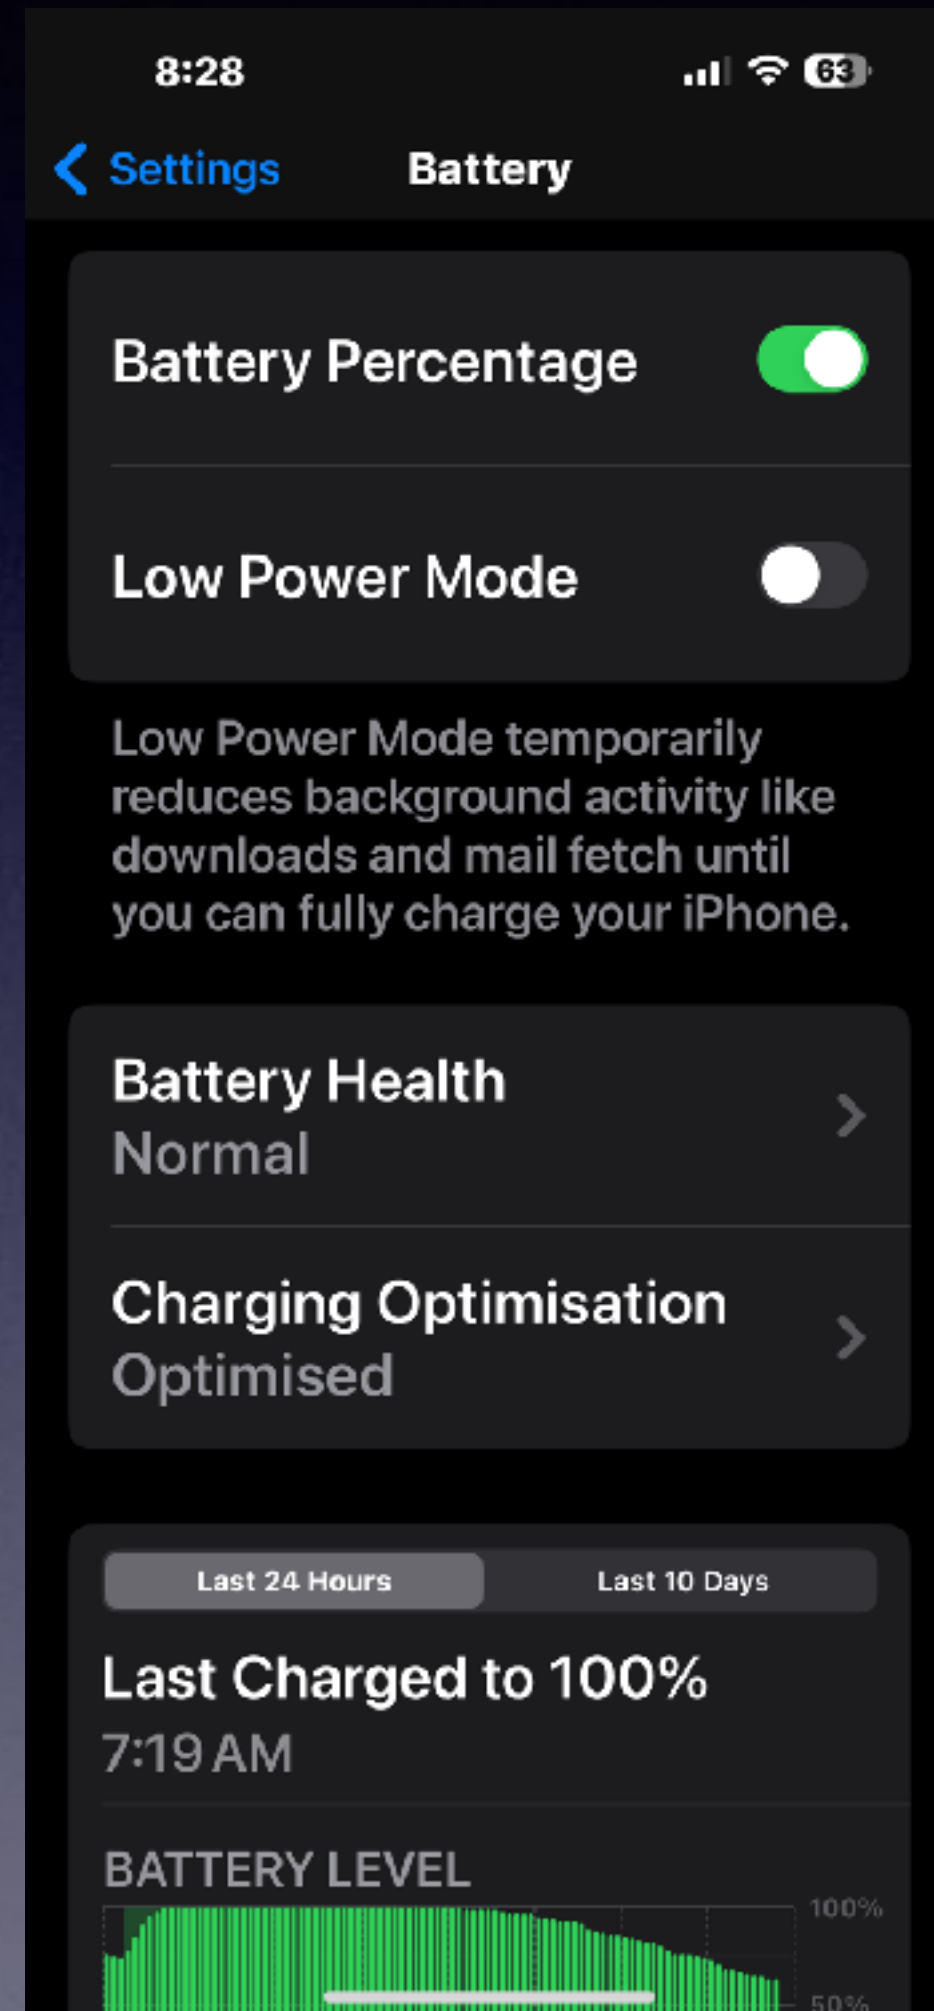 8:28
63
Settings
Battery
Battery Percentage
Low Power Mode
Low Power Mode temporarily
reduces background activity like
downloads and mail fetch until
you can fully charge your iPhone.
Battery Health
Normal
Charging Optimisation
Optimised
Last 24 Hours
Last 10 Days
Last Charged to 100%
7:19 AM
BATTERY LEVEL
100%
50%